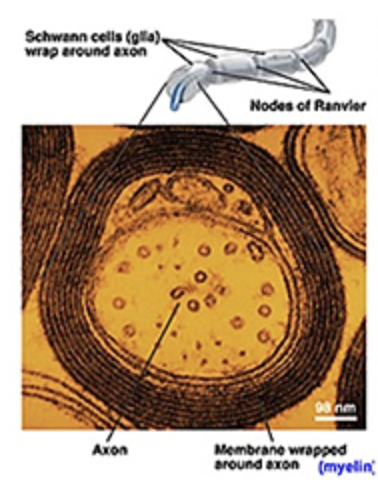 Schwann cells (glia)
wrap around axon
Nodes of Ranvier
98 nm
Axon
Membrane wrapped
around axon (myelin)